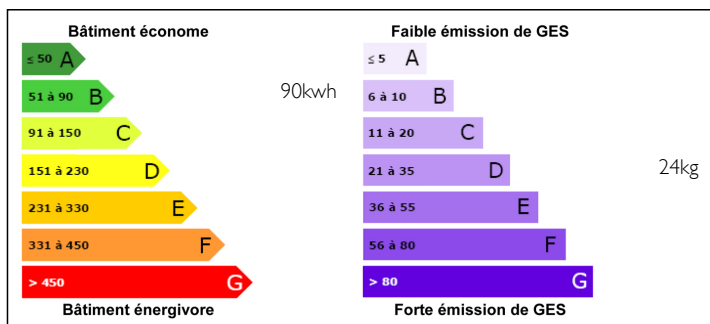 Bâtiment économe
≤ 50 A
51 à 90 B
91 à 150 C
151 à 230 D
231 à 330 E
331 à 450 F
> 450 G
Bâtiment énergivore
90kwh
Faible émission de GES
≤ 5 A
6 à 10 B
11 à 20 C
21 à 35 D
36 à 55 E
56 à 80 F
> 80 G
Forte émission de GES
24kg